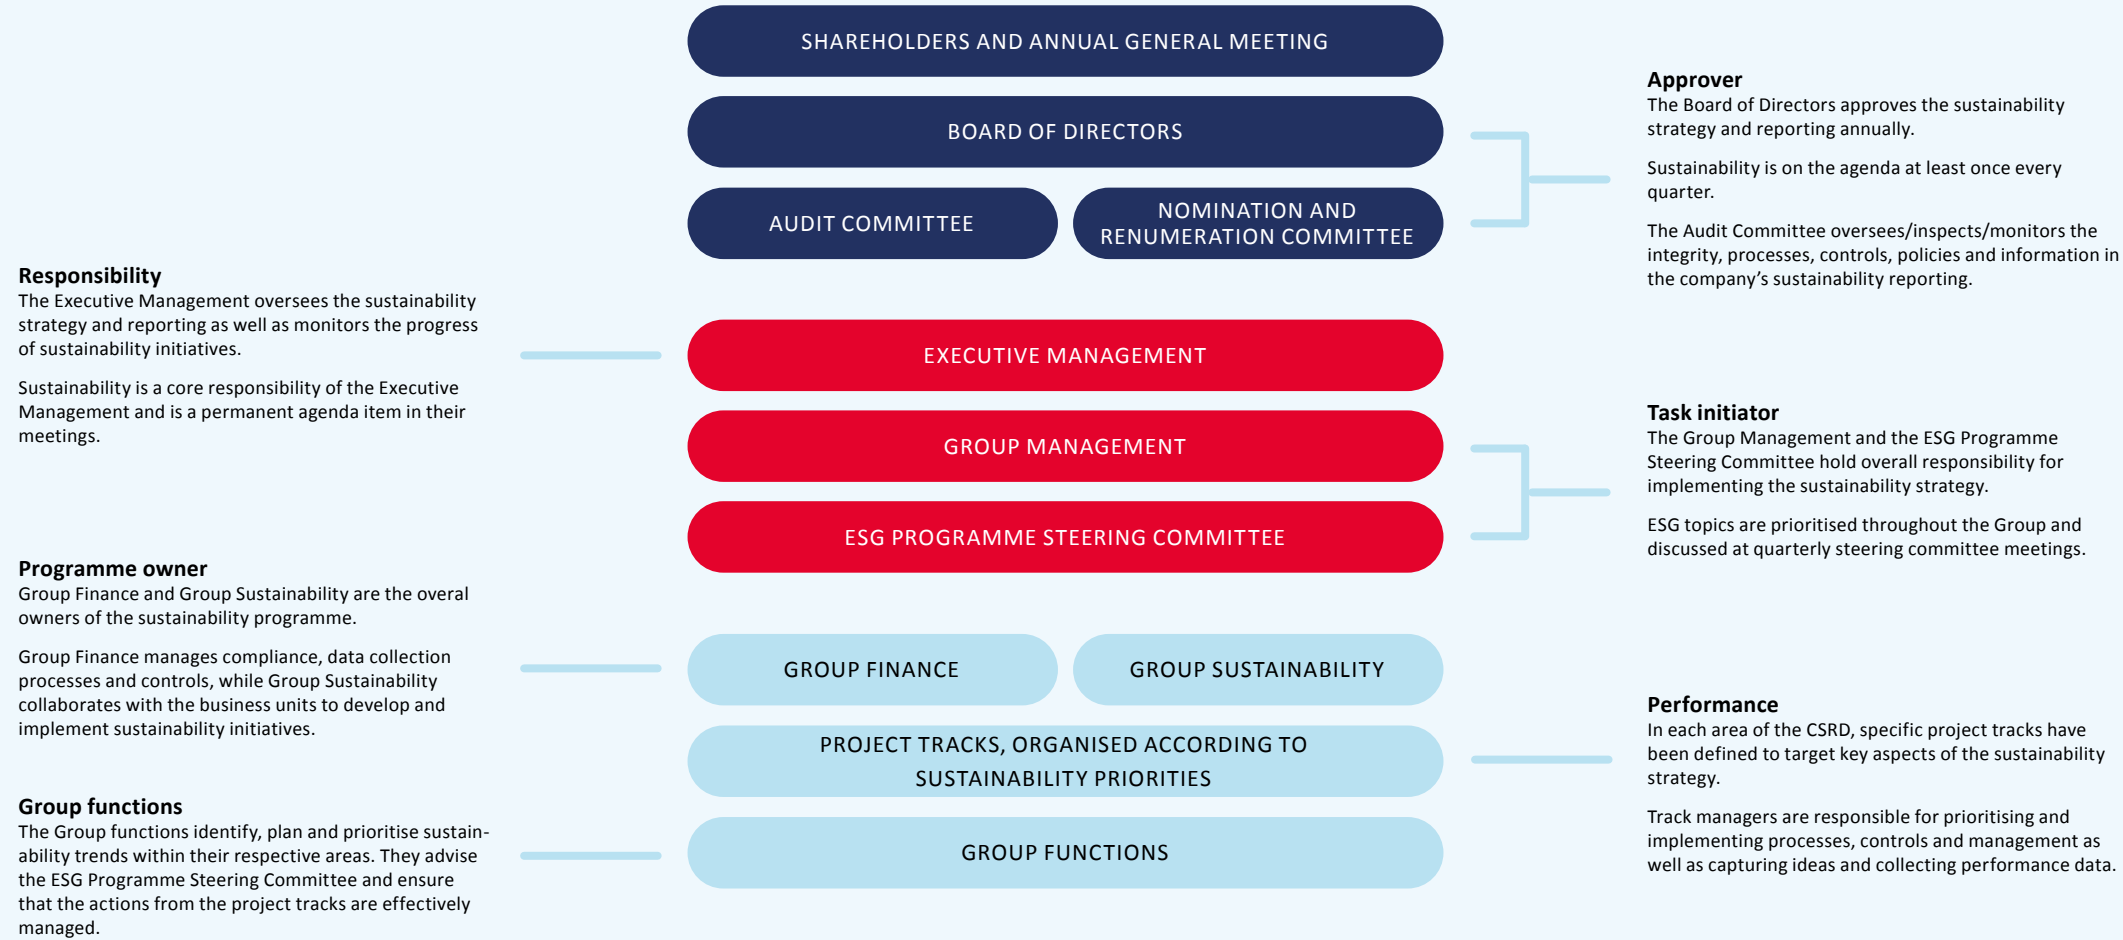 SHAREHOLDERS AND ANNUAL GENERAL MEETING
BOARD OF DIRECTORS
AUDIT COMMITTEE
NOMINATION AND
RENUMERATION COMMITTEE
Approver
The Board of Directors approves the sustainability
strategy and reporting annually.
Sustainability is on the agenda at least once every
quarter.
The Audit Committee oversees/inspects/monitors the
integrity, processes, controls, policies and information in
the company's sustainability reporting.
Responsibility
The Executive Management oversees the sustainability
strategy and reporting as well as monitors the progress
of sustainability initiatives.
Sustainability is a core responsibility of the Executive
Management and is a permanent agenda item in their
meetings.
EXECUTIVE MANAGEMENT
GROUP MANAGEMENT
ESG PROGRAMME STEERING COMMITTEE
Task initiator
The Group Management and the ESG Programme
Steering Committee hold overall responsibility for
implementing the sustainability strategy.
ESG topics are prioritised throughout the Group and
discussed at quarterly steering committee meetings.
Programme owner
Group Finance and Group Sustainability are the overal
owners of the sustainability programme.
Group Finance manages compliance, data collection
processes and controls, while Group Sustainability
collaborates with the business units to develop and
implement sustainability initiatives.
GROUP FINANCE
GROUP SUSTAINABILITY
PROJECT TRACKS, ORGANISED ACCORDING TO
SUSTAINABILITY PRIORITIES
GROUP FUNCTIONS
Performance
In each area of the CSRD, specific project tracks have
been defined to target key aspects of the sustainability
strategy.
Track managers are responsible for prioritising and
implementing processes, controls and management as
well as capturing ideas and collecting performance data.
Group functions
The Group functions identify, plan and prioritise sustain-
ability trends within their respective areas. They advise
the ESG Programme Steering Committee and ensure
that the actions from the project tracks are effectively
managed.